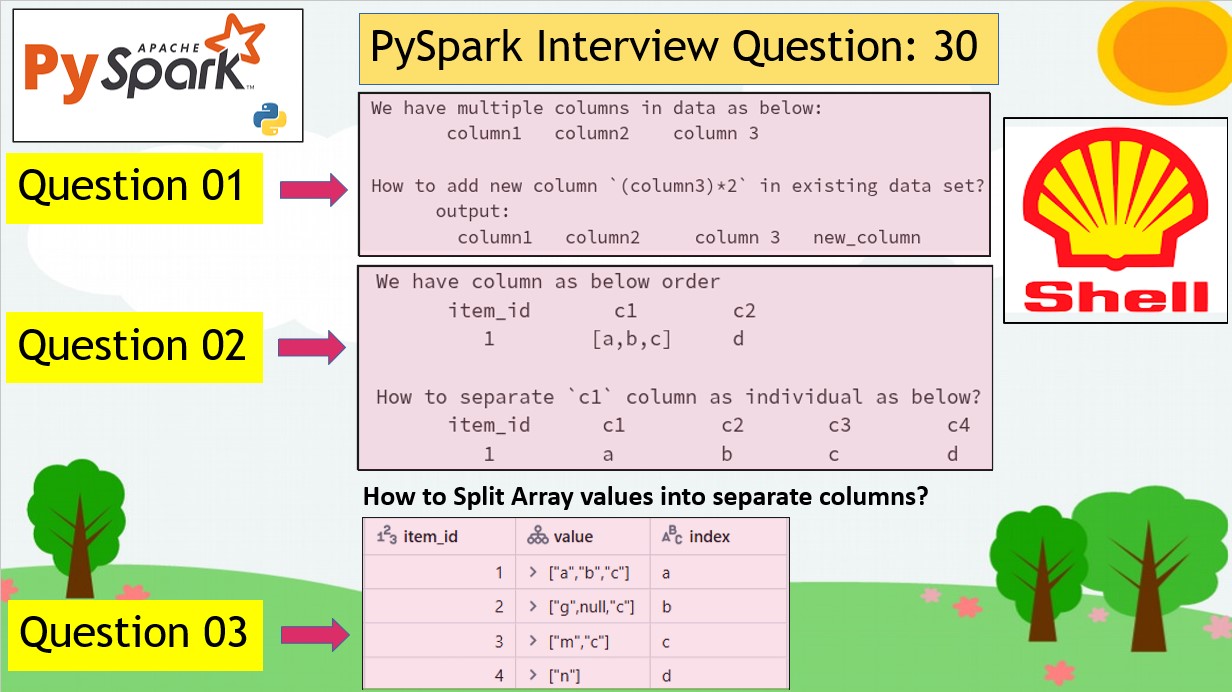 APACHE
PySpark™
PySpark Interview Question: 30
Question 01
We have multiple columns in data as below:
column1 column2 column 3
How to add new column `(column3)*2` in existing data set?
output:
column1 column2 column 3 new_column
Shell
Question 02
We have column as below order
item_id c1 c2
1 [a,b,c] d
How to separate `c1` column as individual as below?
item_id c1 c2 c3 c4
1 a b c d
How to Split Array values into separate columns?
Question 03
123 item_id value ABC index
1 > ["a","b","c"] a
2 > ["g",null,"c"] b
3 > ["m","c"] c
4 > ["n"] d